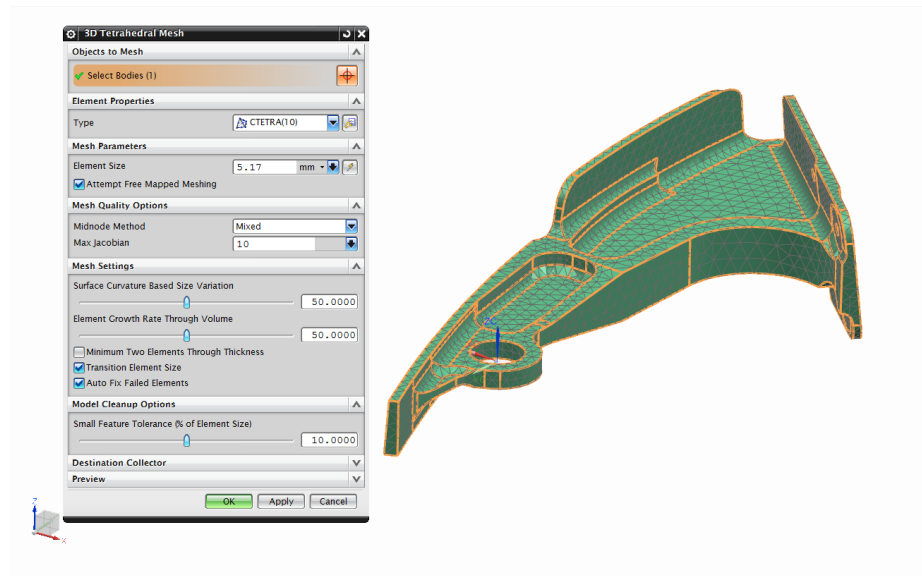 3D Tetrahedral Mesh
Objects to Mesh
Select Bodies (1)
Element Properties
Type CTETRA(10)
Mesh Parameters
Element Size 5.17 mm
Attempt Free Mapped Meshing
Mesh Quality Options
Midnode Method Mixed
Max Jacobian 10
Mesh Settings
Surface Curvature Based Size Variation
50.0000
Element Growth Rate Through Volume
50.0000
Minimum Two Elements Through Thickness
Transition Element Size
Auto Fix Failed Elements
Model Cleanup Options
Small Feature Tolerance (% of Element Size)
10.0000
Destination Collector
Preview
OK Apply Cancel
Z
X